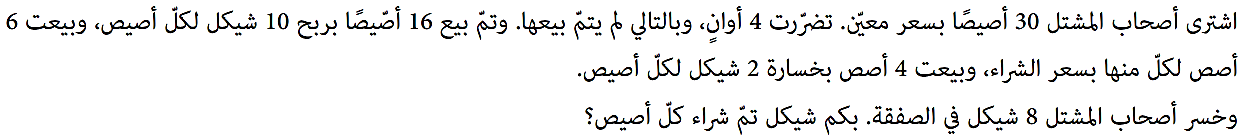 اشترى أصحاب المشتل 30 أصيصًا بسعر معيّن. تضرّرت 4 أوانٍ، وبالتالي لم يتمّ بيعها. وتمّ بيع 16 أصّيصًا بربح 10 شيكل لكلّ أصيص، وبيعت 6
أصص لكلّ منها بسعر الشراء، وبيعت 4 أصص بخسارة 2 شيكل لكلّ أصيص.
وخسر أصحاب المشتل 8 شيكل في الصفقة. بكم شيكل تمّ شراء كلّ أصيص؟